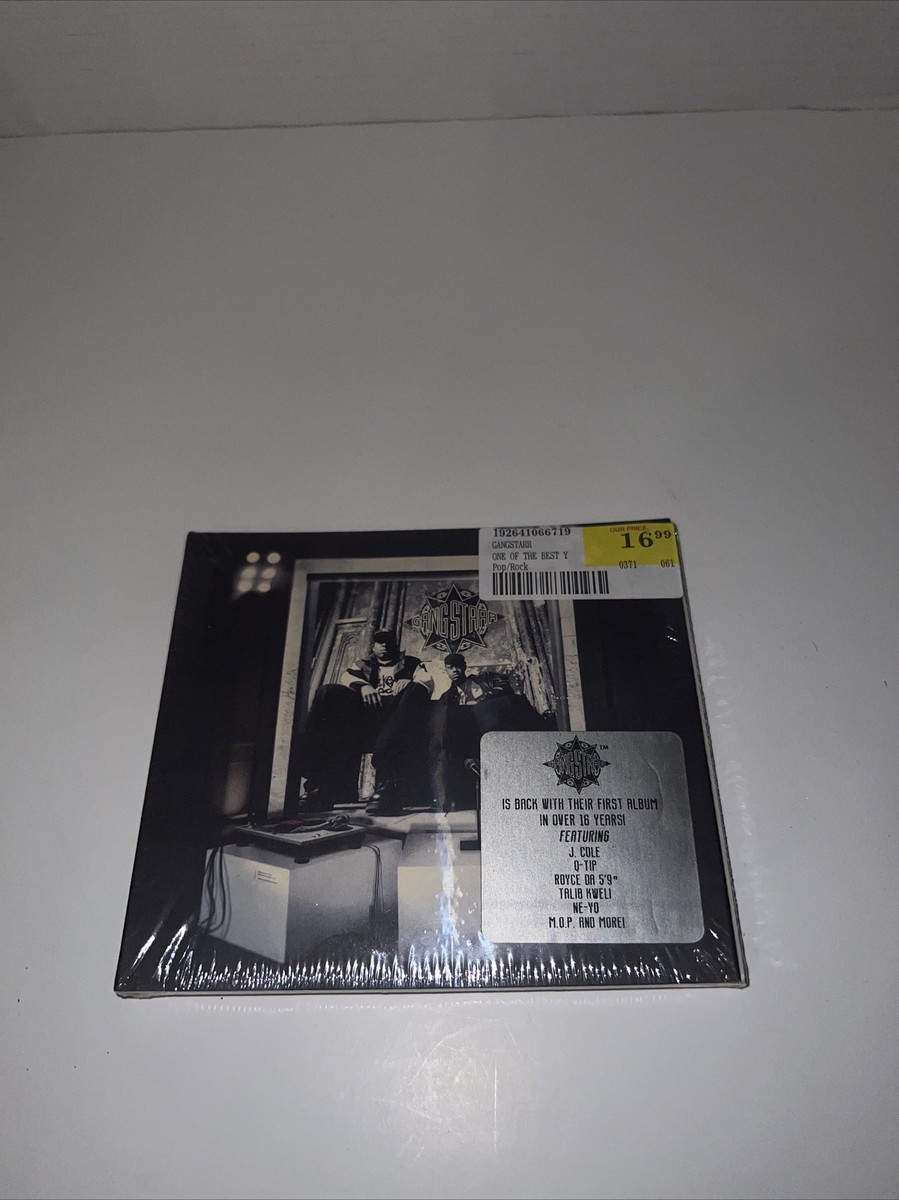 192641066719
OUR PRICE
16.99
GANGSTARR
ONE OF THE BEST Y
Pop/Rock
0371 061
GANGSTARR
GANGSTARR ™
IS BACK WITH THEIR FIRST ALBUM
IN OVER 16 YEARS!
FEATURING
J. COLE
Q-TIP
ROYCE DA 5'9"
TALIB KWELI
NE-YO
M.O.P. AND MORE!